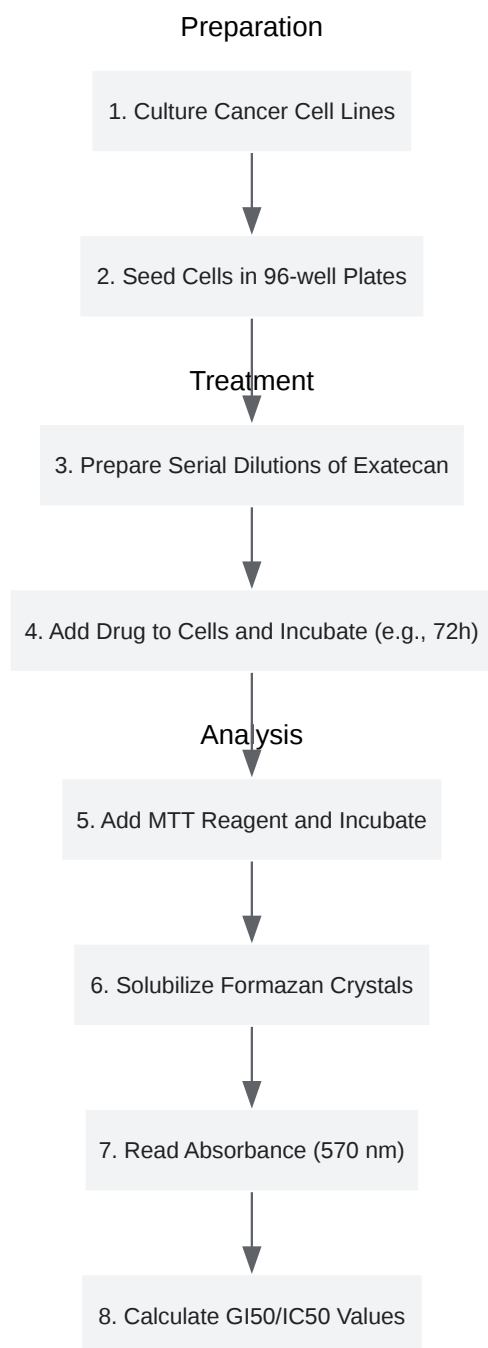 Preparation
1. Culture Cancer Cell Lines
2. Seed Cells in 96-well Plates
Treatment
3. Prepare Serial Dilutions of Exatecan
4. Add Drug to Cells and Incubate (e.g., 72h)
Analysis
5. Add MTT Reagent and Incubate
6. Solubilize Formazan Crystals
7. Read Absorbance (570 nm)
8. Calculate GI50/IC50 Values